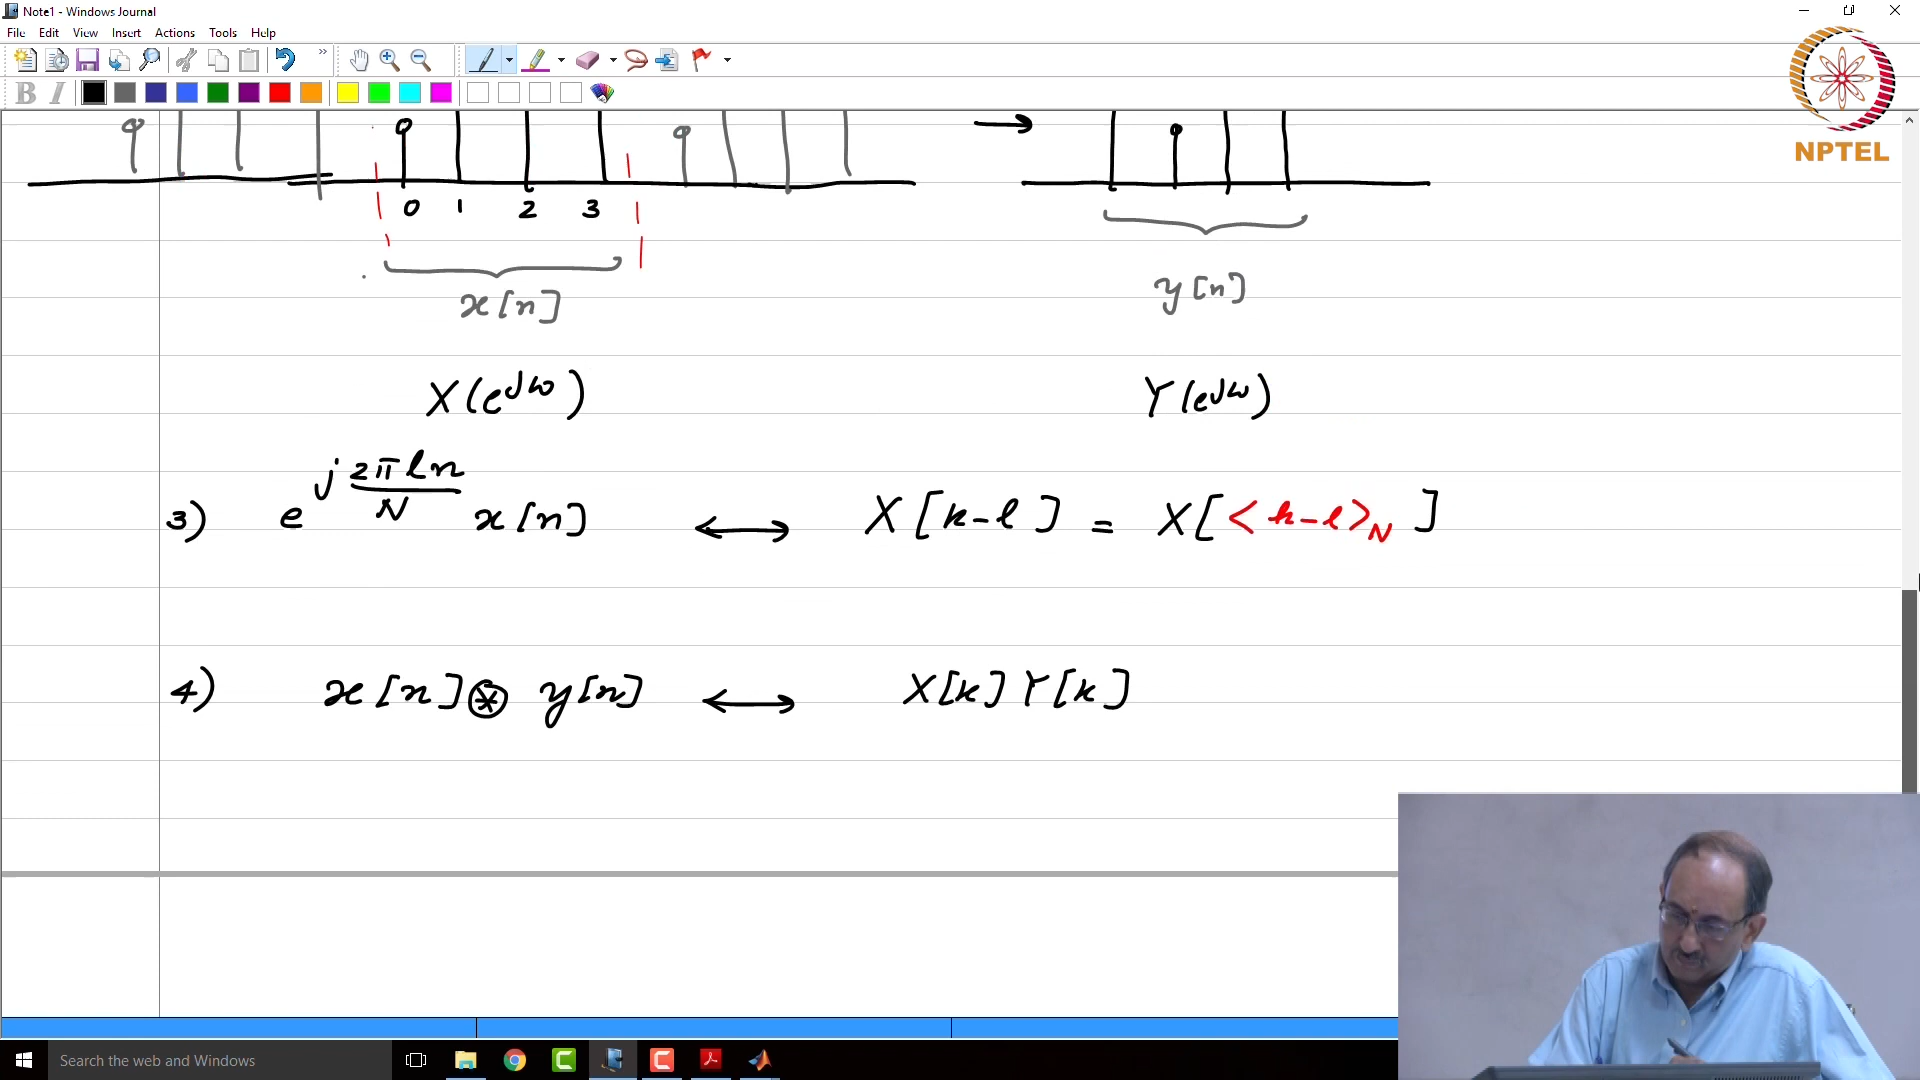 Note1 - Windows Journal
File Edit View Insert Actions Tools Help
B I
NPTEL
0 1 2 3
x[n] y[n]
X(e^{jω}) Y(e^{jω})
3) e^{j 2πln/N} x[n] ⟷ X[k-l] = X[<k-l>_N]
4) x[n] ⊛ y[n] ⟷ X[k] Y[k]
Search the web and Windows